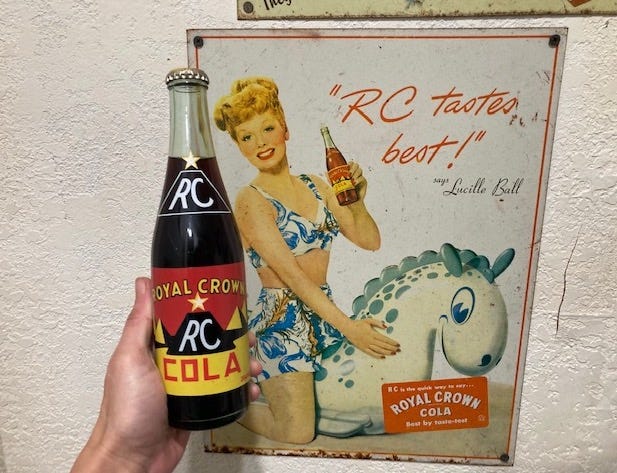 "RC tastes
best!"
says Lucille Ball
RC
ROYAL CROWN
RC
COLA
RC is the quick way to say...
ROYAL CROWN
COLA
Best by taste-test